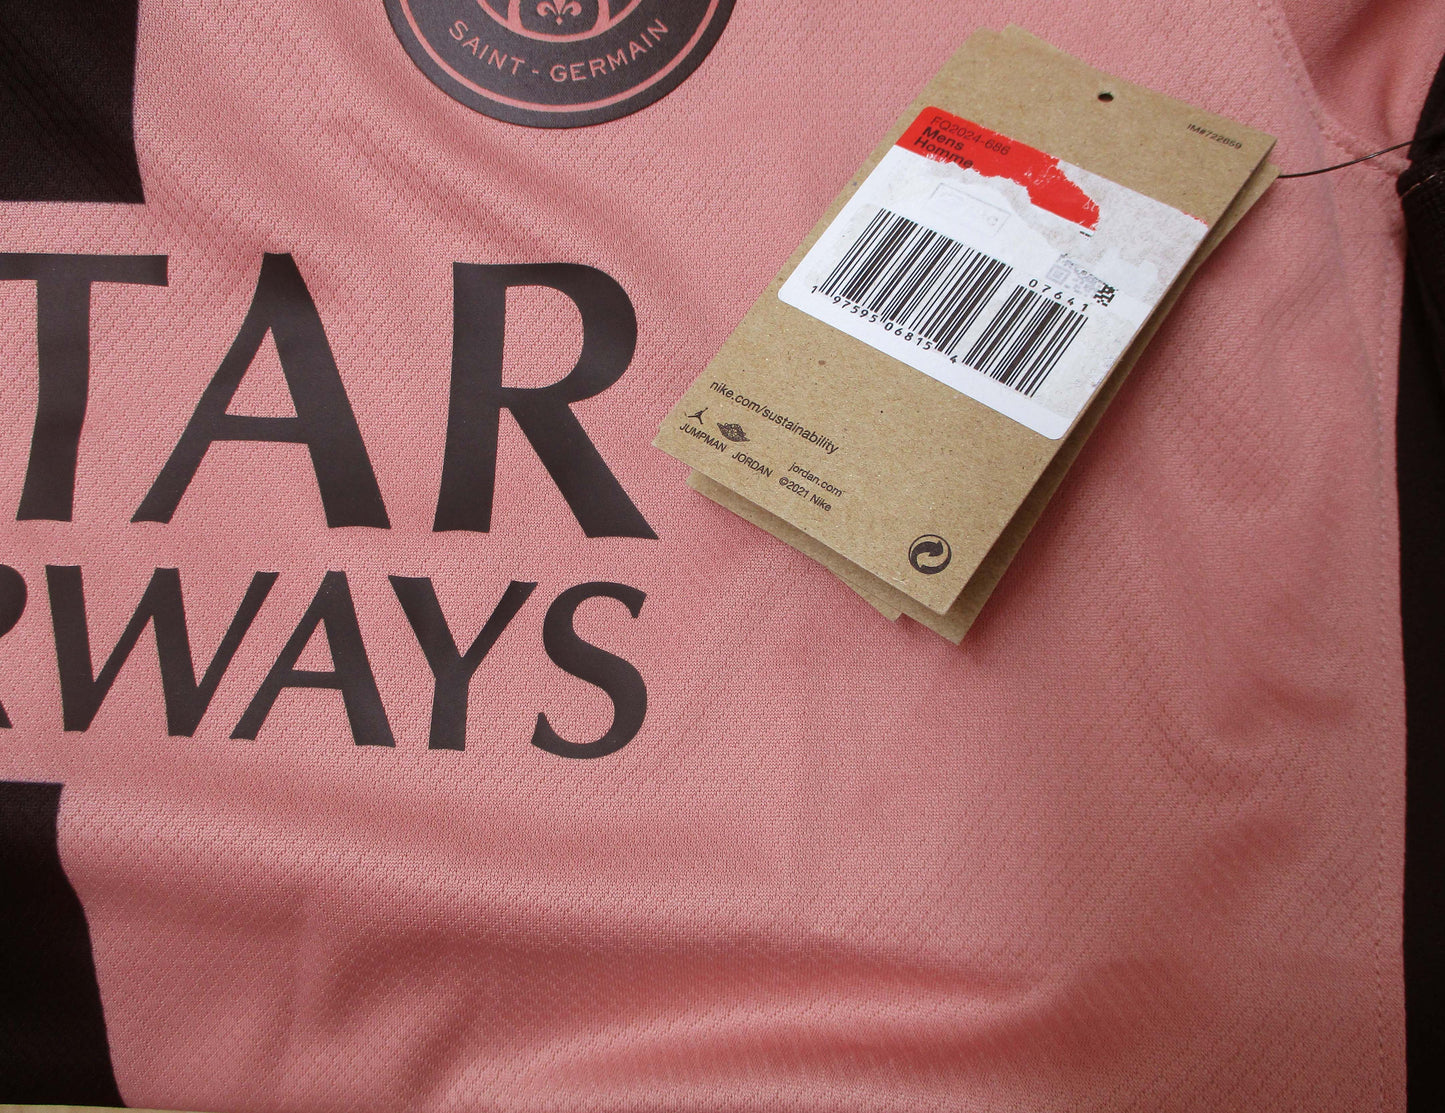 SAINT - GERMAIN
TAR
RWAYS
IM#722659
FQ2024-686
Mens
Homme
07641
1 97595 06815 4
nike.com/sustainability
JUMPMAN JORDAN
jordan.com
©2021 Nike